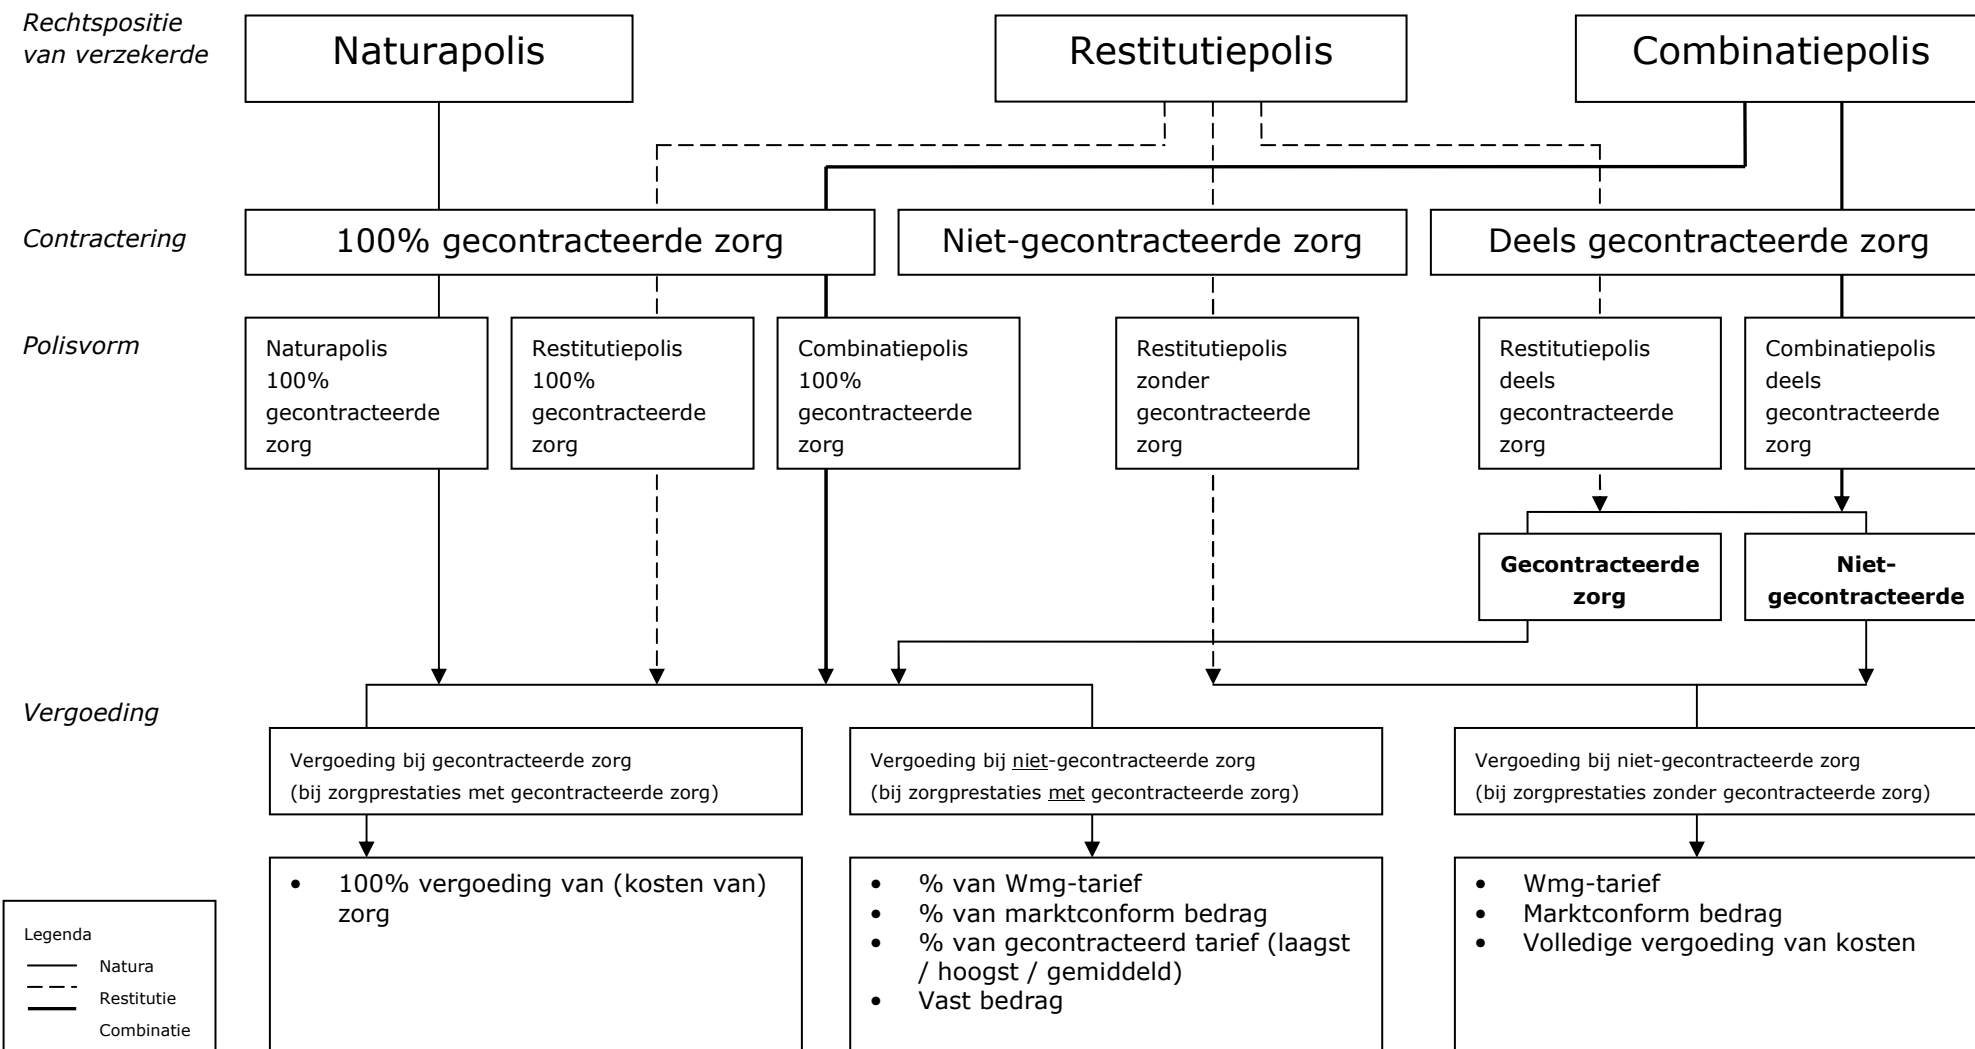 Rechtspositie
van verzekerde
Naturapolis
Restitutiepolis
Combinatiepolis
Contractering
100% gecontracteerde zorg
Niet-gecontracteerde zorg
Deels gecontracteerde zorg
Polisvorm
Naturapolis
100%
gecontracteerde
zorg
Restitutiepolis
100%
gecontracteerde
zorg
Combinatiepolis
100%
gecontracteerde
zorg
Restitutiepolis
zonder
gecontracteerde
zorg
Restitutiepolis
deels
gecontracteerde
zorg
Combinatiepolis
deels
gecontracteerde
zorg
Gecontracteerde
zorg
Niet-
gecontracteerde
Vergoeding
Vergoeding bij gecontracteerde zorg
(bij zorgprestaties met gecontracteerde zorg)
Vergoeding bij niet-gecontracteerde zorg
(bij zorgprestaties met gecontracteerde zorg)
Vergoeding bij niet-gecontracteerde zorg
(bij zorgprestaties zonder gecontracteerde zorg)
• 100% vergoeding van (kosten van)
zorg
• % van Wmg-tarief
• % van marktconform bedrag
• % van gecontracteerd tarief (laagst
/ hoogst / gemiddeld)
• Vast bedrag
• Wmg-tarief
• Marktconform bedrag
• Volledige vergoeding van kosten
Legenda
Natura
Restitutie
Combinatie